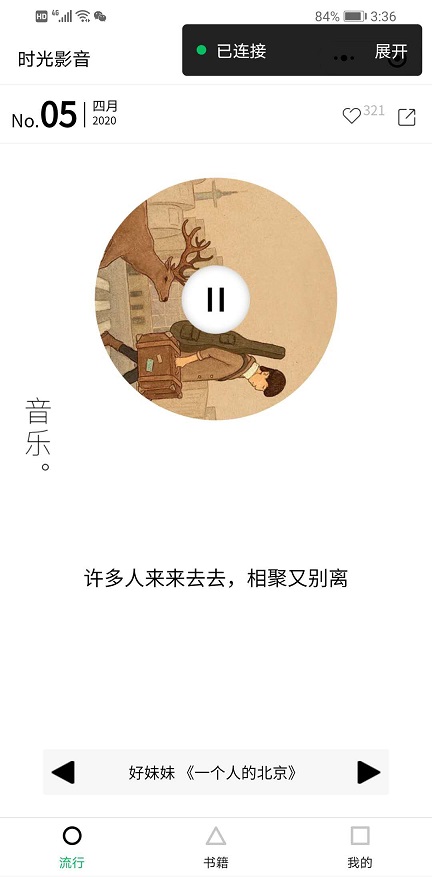 HD 4G 84% 3:36
时光影音
已连接 展开
No.05 四月
2020
321
音乐。
许多人来来去去，相聚又别离
好妹妹 《一个人的北京》
流行 书籍 我的